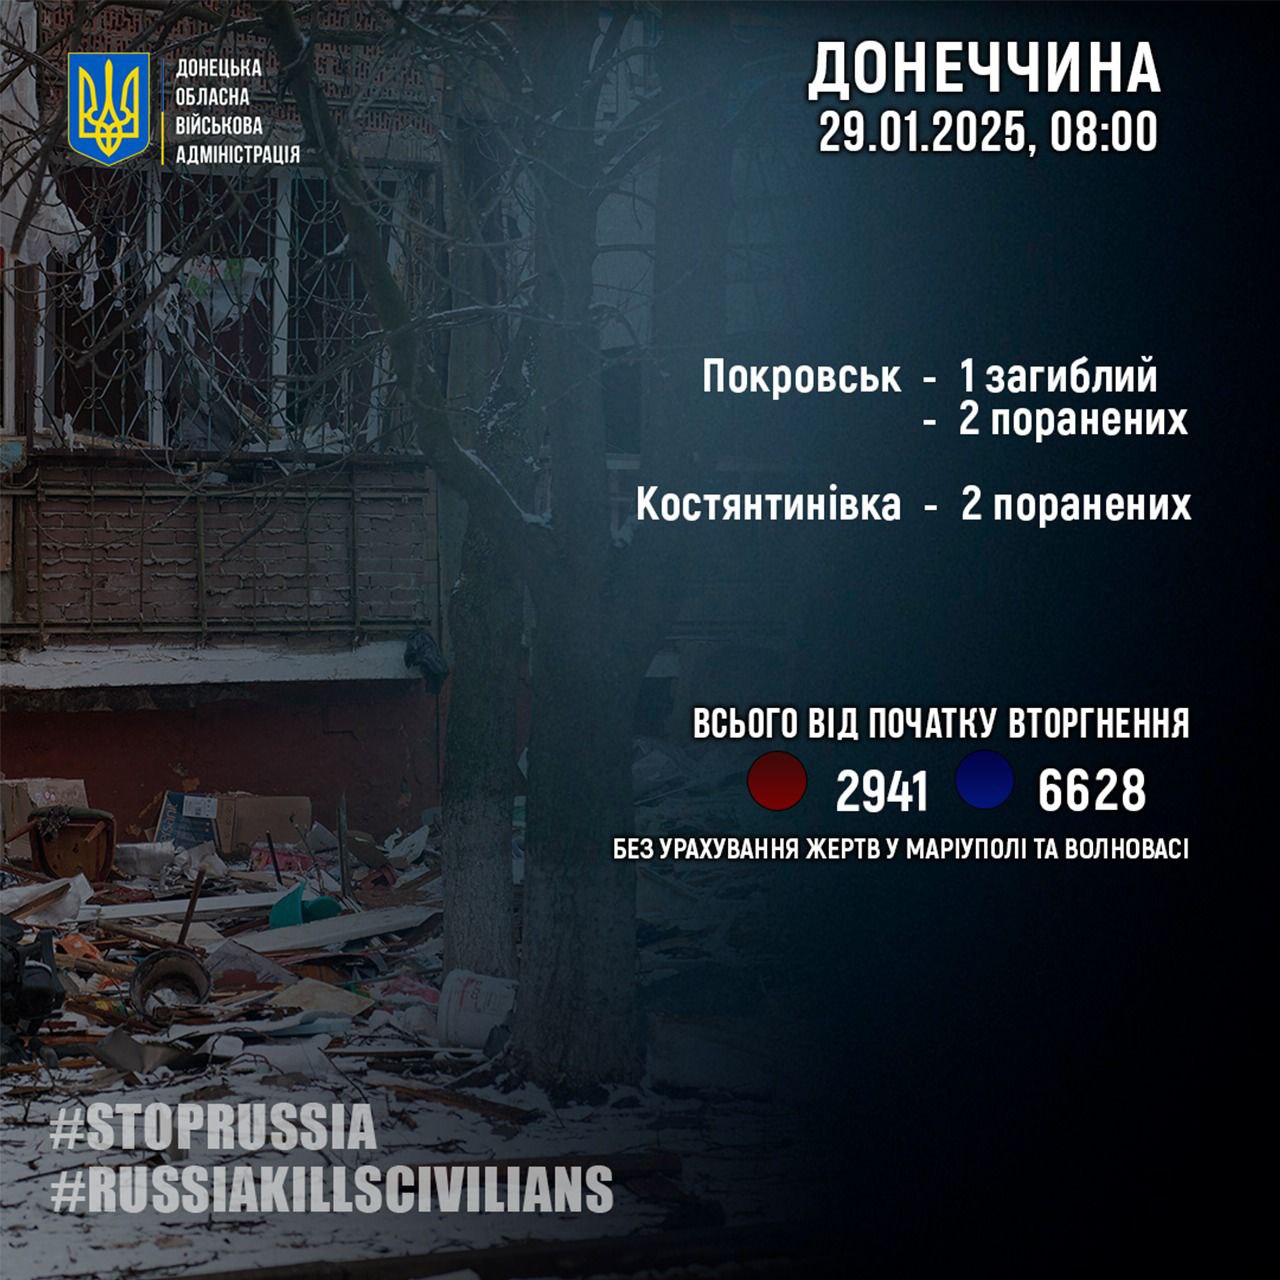 ДОНЕЦЬКА
ОБЛАСНА
ВІЙСЬКОВА
АДМІНІСТРАЦІЯ
ДОНЕЧЧИНА
29.01.2025, 08:00
Покровськ - 1 загиблий
- 2 поранених
Костянтинівка - 2 поранених
ВСЬОГО ВІД ПОЧАТКУ ВТОРГНЕННЯ
2941 6628
БЕЗ УРАХУВАННЯ ЖЕРТВ У МАРІУПОЛІ ТА ВОЛНОВАСІ
#STOPRUSSIA
#RUSSIAKILLSCIVILIANS